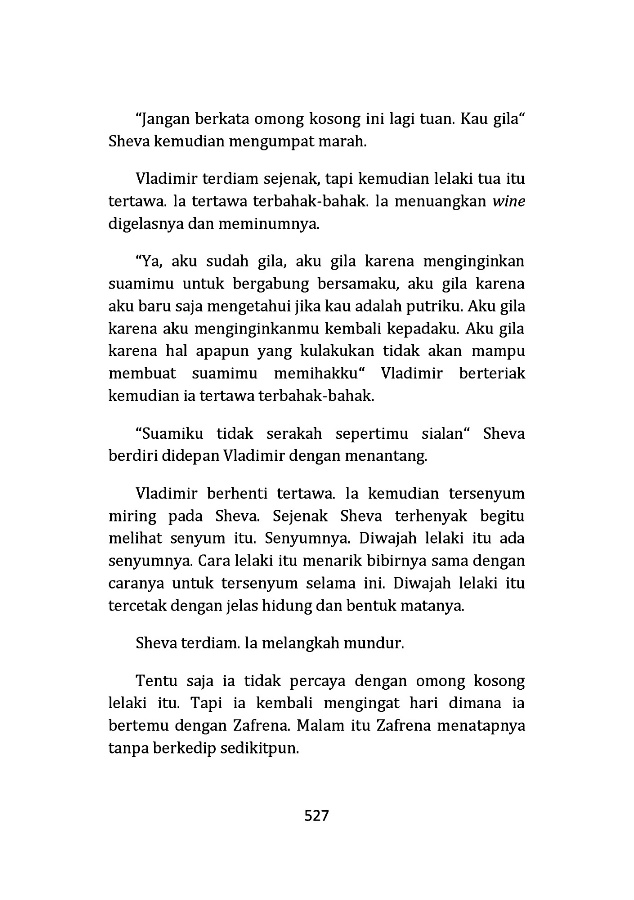 “Jangan berkata omong kosong ini lagi tuan. Kau gila“
Sheva kemudian mengumpat marah.
Vladimir terdiam sejenak, tapi kemudian lelaki tua itu
tertawa. Ia tertawa terbahak-bahak. Ia menuangkan wine
digelasnya dan meminumnya.
“Ya, aku sudah gila, aku gila karena menginginkan
suamimu untuk bergabung bersamaku, aku gila karena
aku baru saja mengetahui jika kau adalah putriku. Aku gila
karena aku menginginkanmu kembali kepadaku. Aku gila
karena hal apapun yang kulakukan tidak akan mampu
membuat suamimu memihakku“ Vladimir berteriak
kemudian ia tertawa terbahak-bahak.
“Suamiku tidak serakah sepertimu sialan“ Sheva
berdiri didepan Vladimir dengan menantang.
Vladimir berhenti tertawa. Ia kemudian tersenyum
miring pada Sheva. Sejenak Sheva terhenyak begitu
melihat senyum itu. Senyumnya. Diwajah lelaki itu ada
senyumnya. Cara lelaki itu menarik bibirnya sama dengan
caranya untuk tersenyum selama ini. Diwajah lelaki itu
tercetak dengan jelas hidung dan bentuk matanya.
Sheva terdiam. Ia melangkah mundur.
Tentu saja ia tidak percaya dengan omong kosong
lelaki itu. Tapi ia kembali mengingat hari dimana ia
bertemu dengan Zafrena. Malam itu Zafrena menatapnya
tanpa berkedip sedikitpun.
527